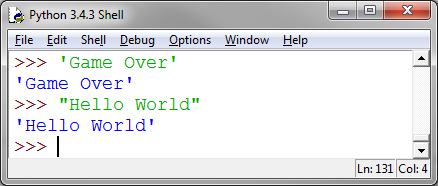 Python 3.4.3 Shell
File Edit Shell Debug Options Window Help
>>> 'Game Over'
'Game Over'
>>> "Hello World"
'Hello World'
>>>
Ln: 131 Col: 4